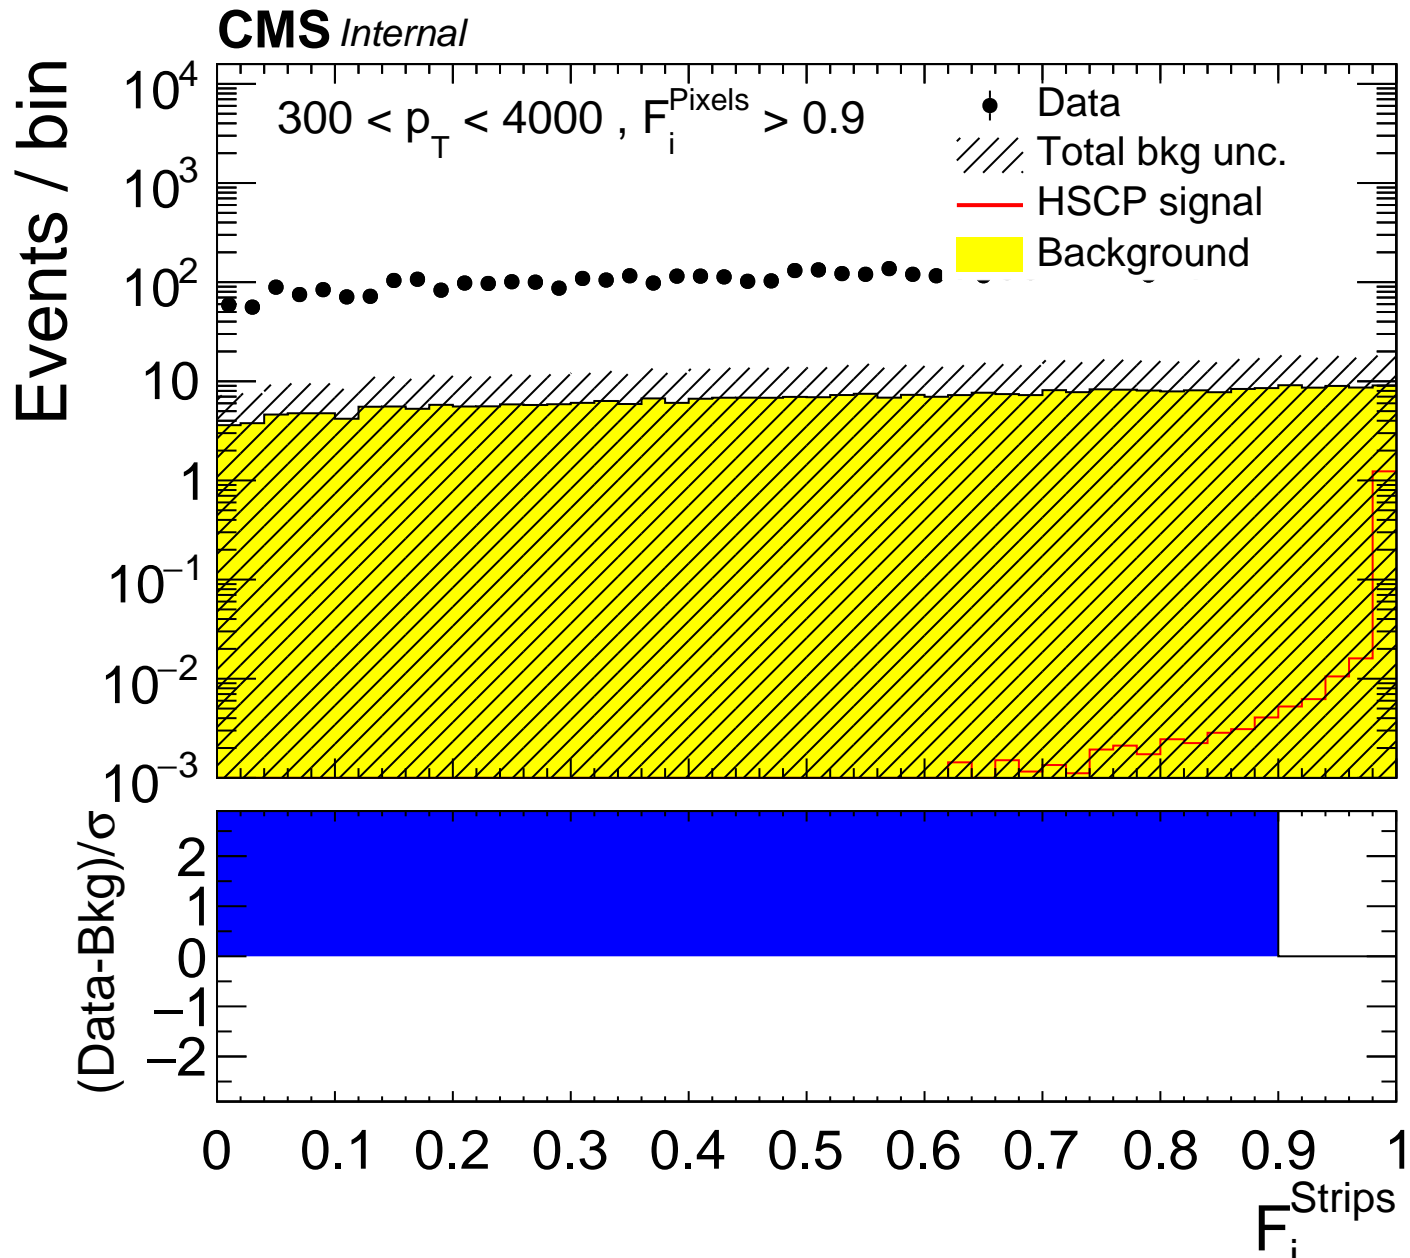 CMS Internal
300 < p_T < 4000 , F_i^Pixels > 0.9
Data
Total bkg unc.
HSCP signal
Background
Events / bin
10^4
10^3
10^2
10
1
10^−1
10^−2
10^−3
(Data-Bkg)/σ
2
1
0
−1
−2
0 0.1 0.2 0.3 0.4 0.5 0.6 0.7 0.8 0.9 1
F_i^Strips